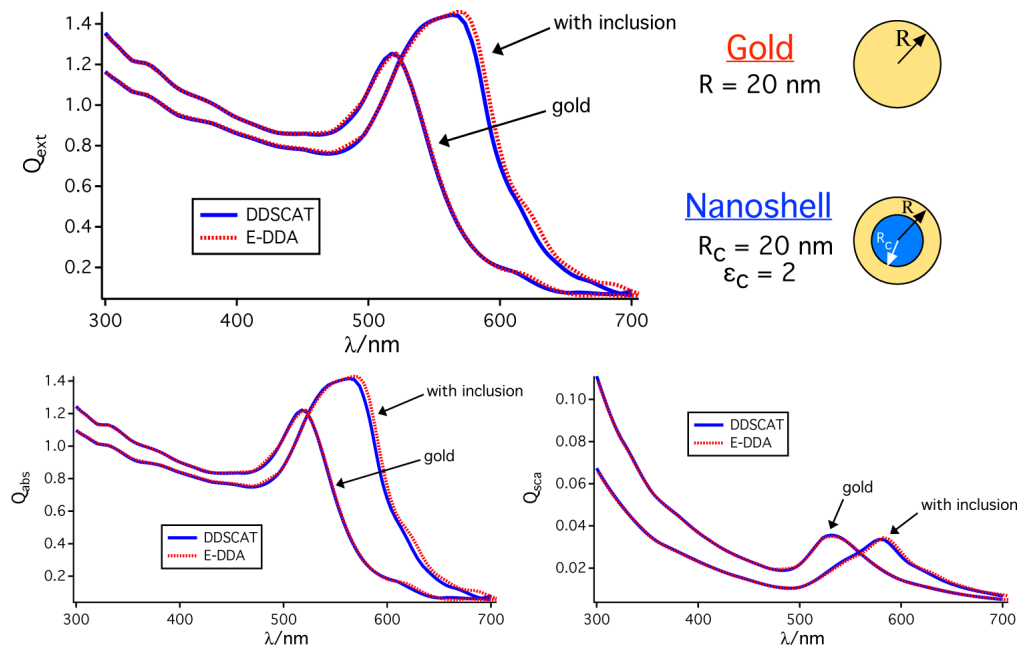 1.4
1.2
1.0
0.8
0.6
0.4
0.2
Qext
300
400
500
600
700
λ/nm
with inclusion
gold
DDSCAT
E-DDA
Gold
R = 20 nm
R
Nanoshell
RC = 20 nm
εC = 2
R
RC
1.4
1.2
1.0
0.8
0.6
0.4
0.2
Qabs
300
400
500
600
700
λ/nm
with inclusion
gold
DDSCAT
E-DDA
0.10
0.08
0.06
0.04
0.02
Qsca
300
400
500
600
700
λ/nm
DDSCAT
E-DDA
gold
with inclusion